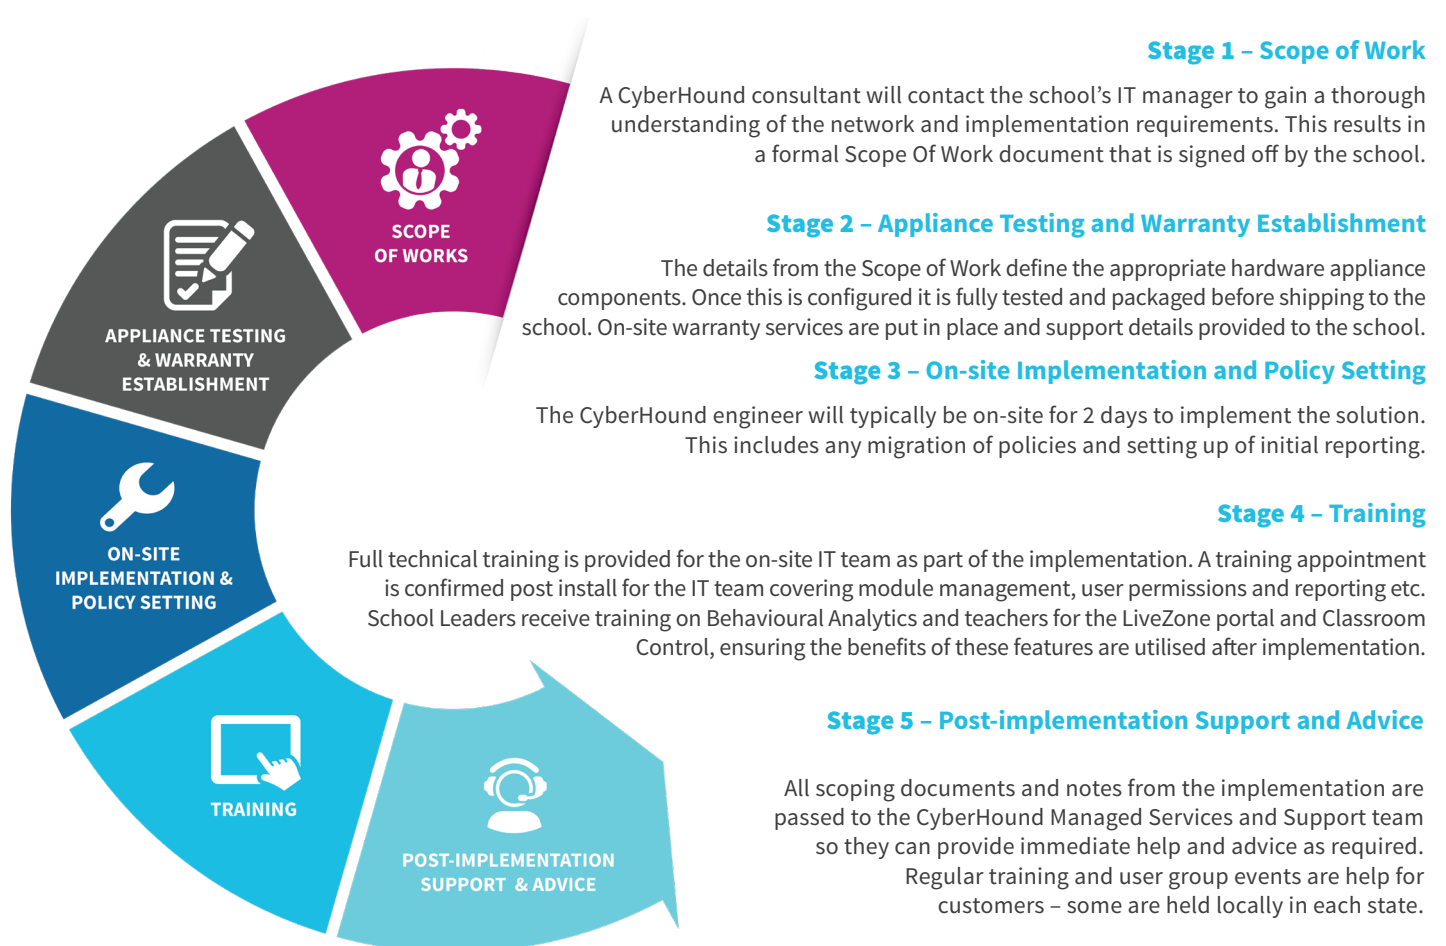 Stage 1 – Scope of Work
A CyberHound consultant will contact the school’s IT manager to gain a thorough
understanding of the network and implementation requirements. This results in
a formal Scope Of Work document that is signed off by the school.
Stage 2 – Appliance Testing and Warranty Establishment
The details from the Scope of Work define the appropriate hardware appliance
components. Once this is configured it is fully tested and packaged before shipping to the
school. On-site warranty services are put in place and support details provided to the school.
Stage 3 – On-site Implementation and Policy Setting
The CyberHound engineer will typically be on-site for 2 days to implement the solution.
This includes any migration of policies and setting up of initial reporting.
Stage 4 – Training
Full technical training is provided for the on-site IT team as part of the implementation. A training appointment
is confirmed post install for the IT team covering module management, user permissions and reporting etc.
School Leaders receive training on Behavioural Analytics and teachers for the LiveZone portal and Classroom
Control, ensuring the benefits of these features are utilised after implementation.
Stage 5 – Post-implementation Support and Advice
All scoping documents and notes from the implementation are
passed to the CyberHound Managed Services and Support team
so they can provide immediate help and advice as required.
Regular training and user group events are help for
customers – some are held locally in each state.
SCOPE
OF WORKS
APPLIANCE TESTING
& WARRANTY
ESTABLISHMENT
ON-SITE
IMPLEMENTATION &
POLICY SETTING
TRAINING
POST-IMPLEMENTATION
SUPPORT & ADVICE